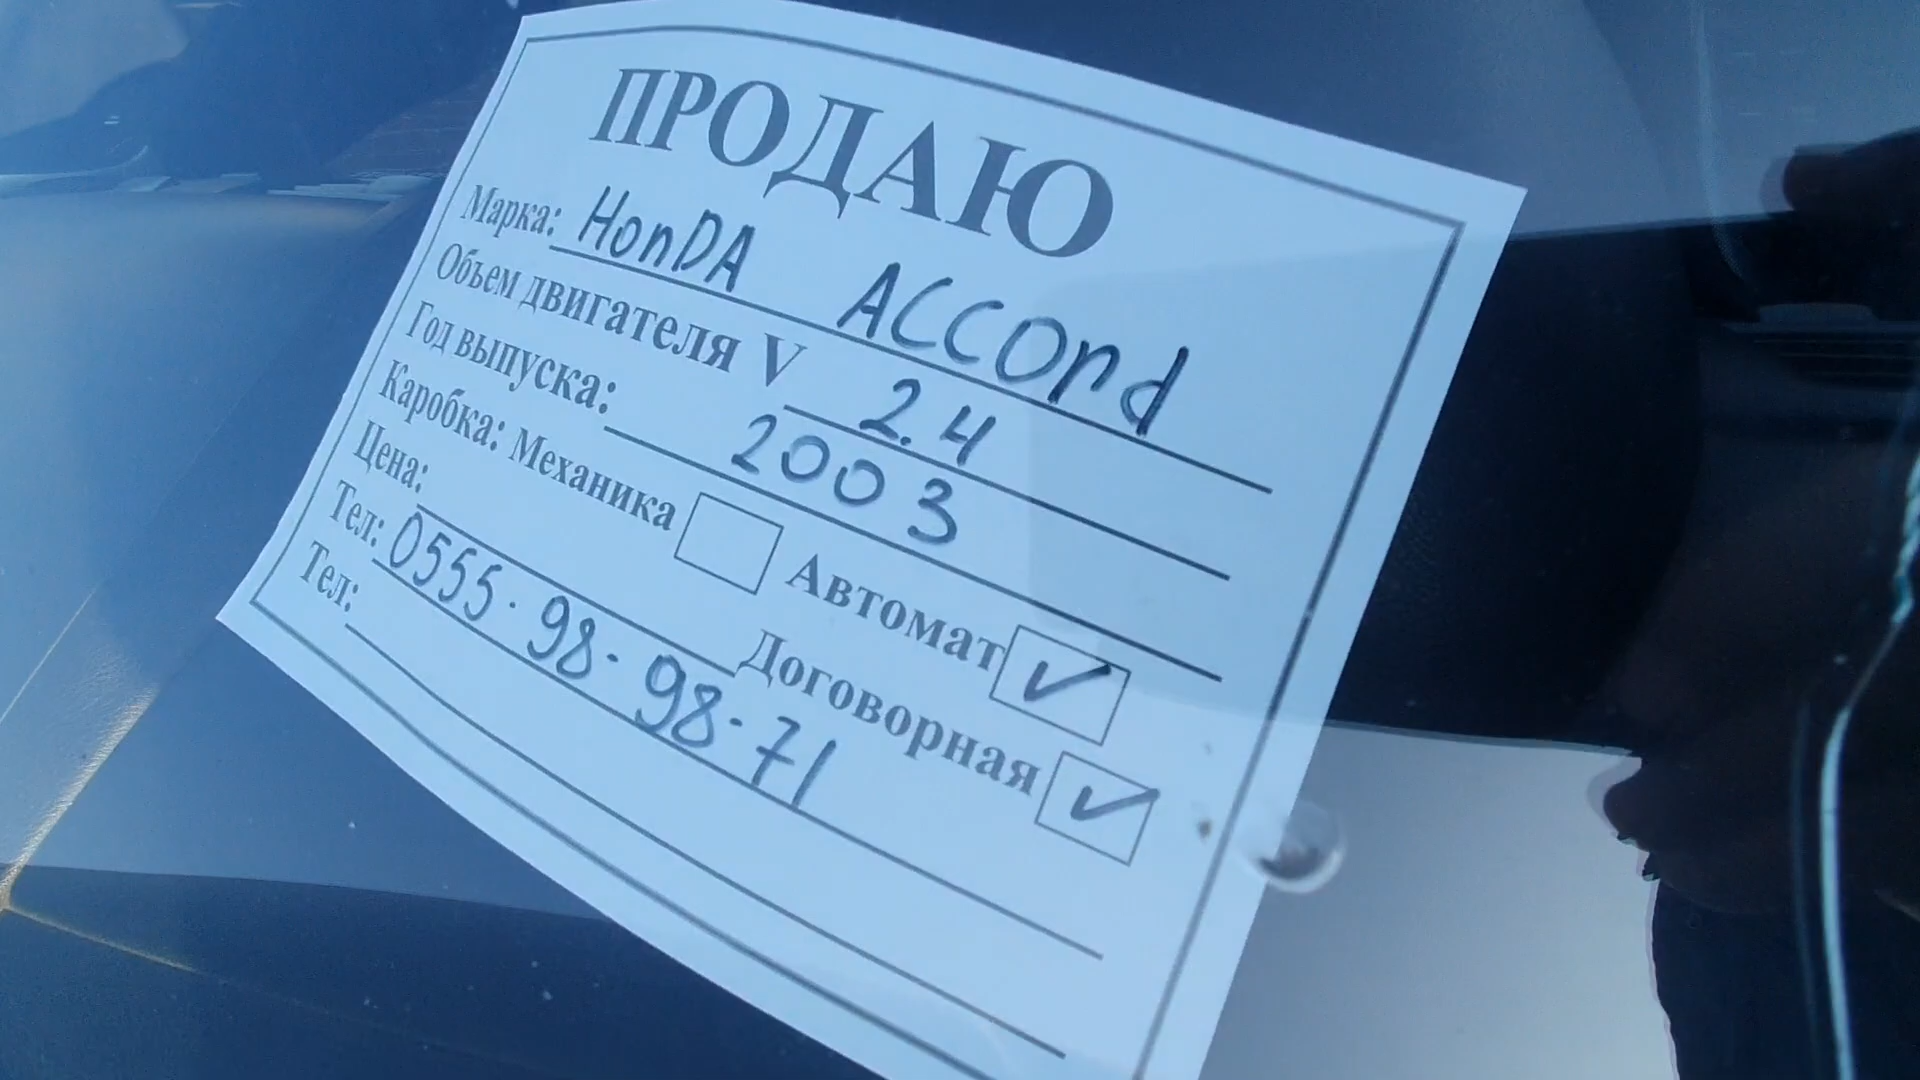 ПРОДАЮ
Марка: HonDA ACCOrd
Объем двигателя V 2.4
Год выпуска: 2003
Каробка: Механика Автомат ✓
Цена: Договорная ✓
Тел: 0555·98·98·71
Тел: